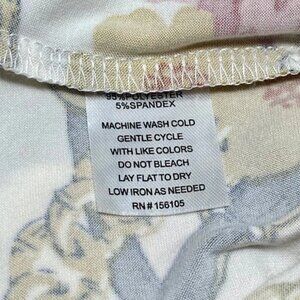 95%POLYESTER
5%SPANDEX
MACHINE WASH COLD
GENTLE CYCLE
WITH LIKE COLORS
DO NOT BLEACH
LAY FLAT TO DRY
LOW IRON AS NEEDED
RN# 156105